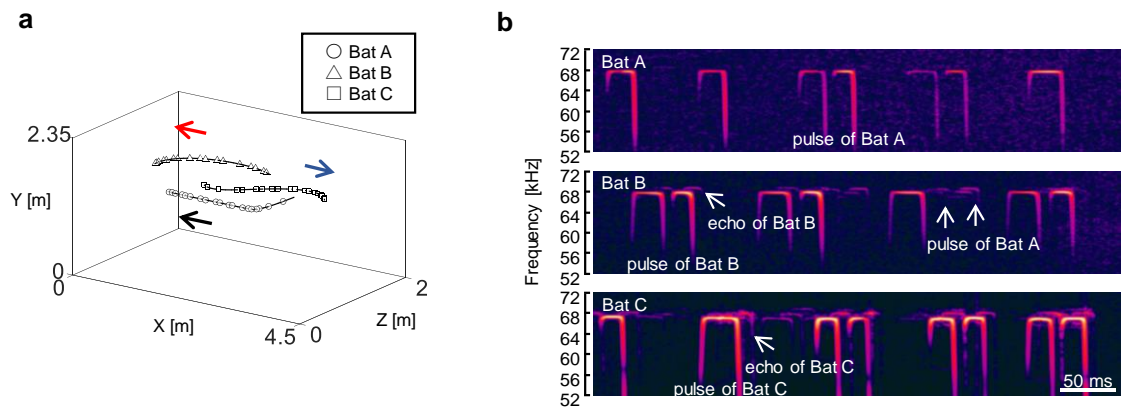 a
Bat A
Bat B
Bat C
2.35
Y [m]
0
0
X [m]
4.5
0
Z [m]
2
b
Frequency [kHz]
72
68
64
60
56
52
Bat A
pulse of Bat A
72
68
64
60
56
52
Bat B
echo of Bat B
pulse of Bat B
pulse of Bat A
72
68
64
60
56
52
Bat C
echo of Bat C
pulse of Bat C
50 ms